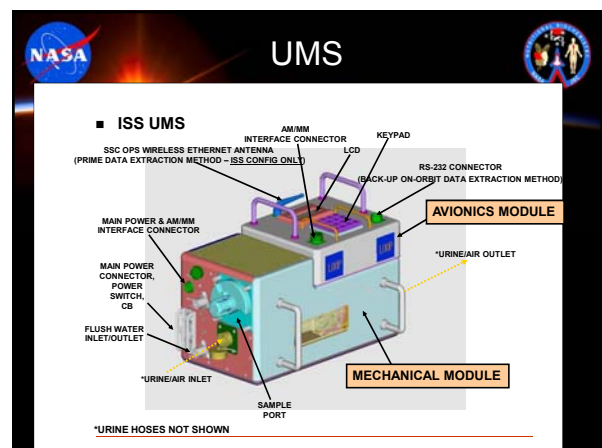 NASA
UMS
■ ISS UMS
AM/MM
INTERFACE CONNECTOR
KEYPAD
SSC OPS WIRELESS ETHERNET ANTENNA
(PRIME DATA EXTRACTION METHOD – ISS CONFIG ONLY)
LCD
RS-232 CONNECTOR
(BACK-UP ON-ORBIT DATA EXTRACTION METHOD)
AVIONICS MODULE
MAIN POWER & AM/MM
INTERFACE CONNECTOR
LOOP
LOOP
*URINE/AIR OUTLET
MAIN POWER
CONNECTOR,
POWER
SWITCH,
CB
FLUSH WATER
INLET/OUTLET
*URINE/AIR INLET
MECHANICAL MODULE
SAMPLE
PORT
*URINE HOSES NOT SHOWN